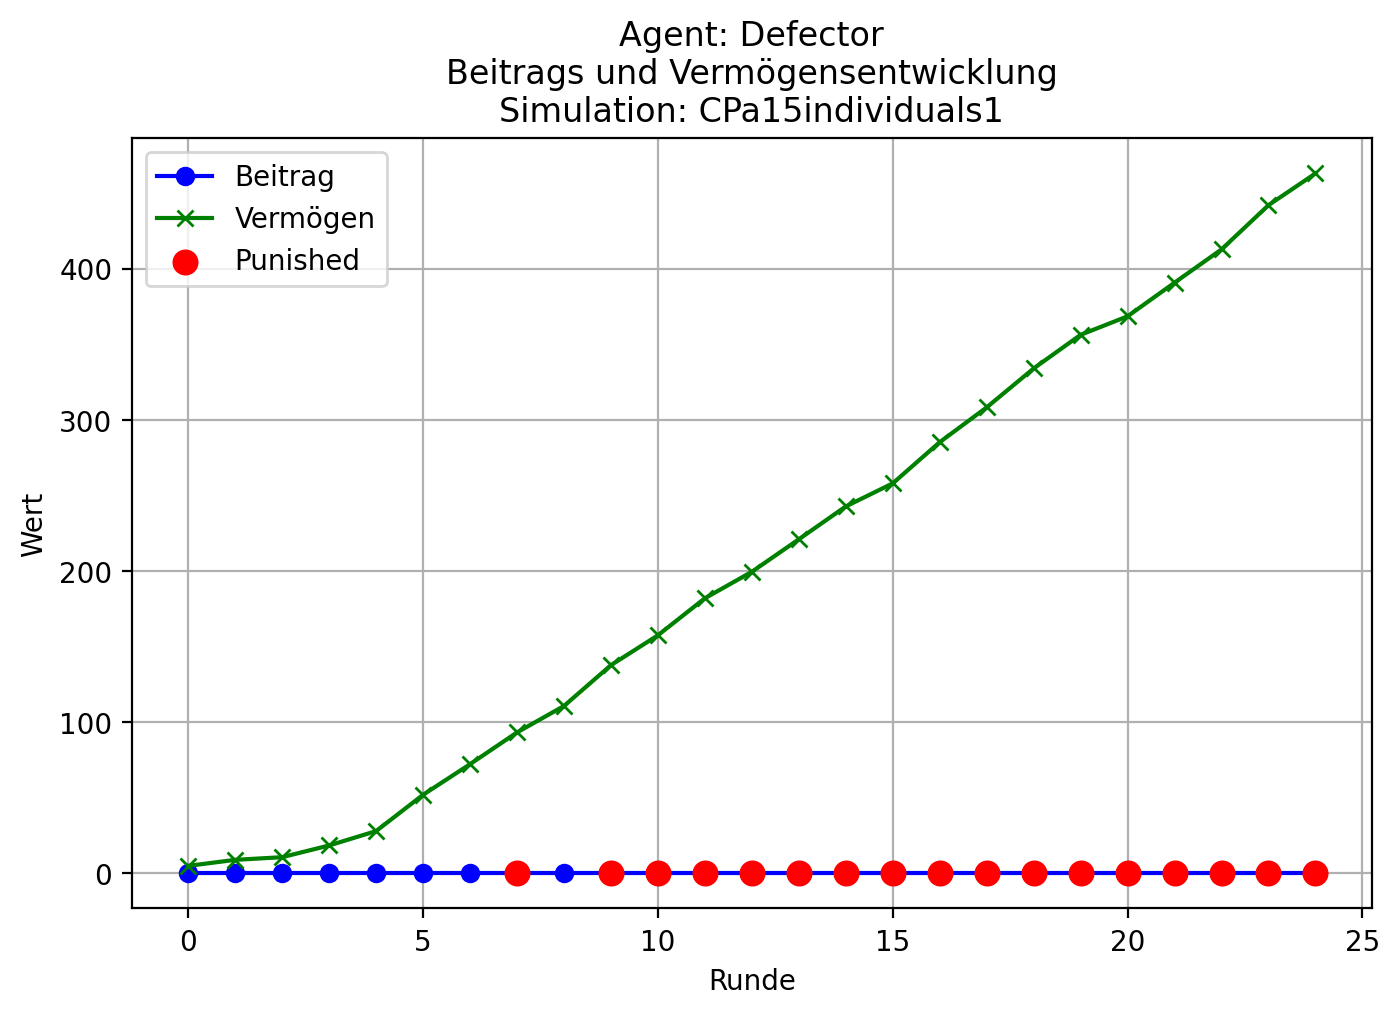 Agent: Defector
Beitrags und Vermögensentwicklung
Simulation: CPa15individuals1
Beitrag
Vermögen
Punished
400
300
200
100
0
Wert
0 5 10 15 20 25
Runde